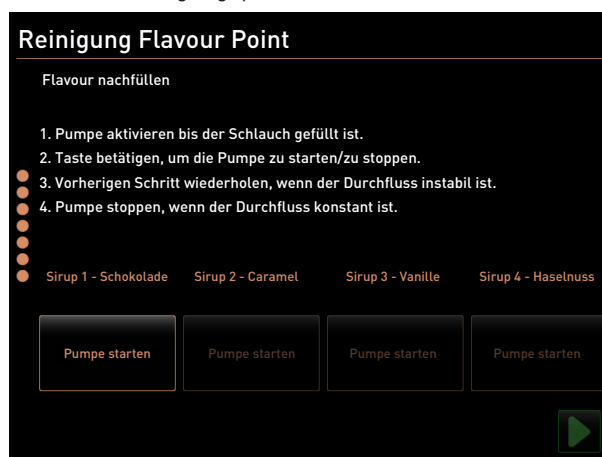 Reinigung Flavour Point
Flavour nachfüllen
1. Pumpe aktivieren bis der Schlauch gefüllt ist.
2. Taste betätigen, um die Pumpe zu starten/zu stoppen.
3. Vorherigen Schritt wiederholen, wenn der Durchfluss instabil ist.
4. Pumpe stoppen, wenn der Durchfluss konstant ist.
Sirup 1 - Schokolade Sirup 2 - Caramel Sirup 3 - Vanille Sirup 4 - Haselnuss
Pumpe starten Pumpe starten Pumpe starten Pumpe starten